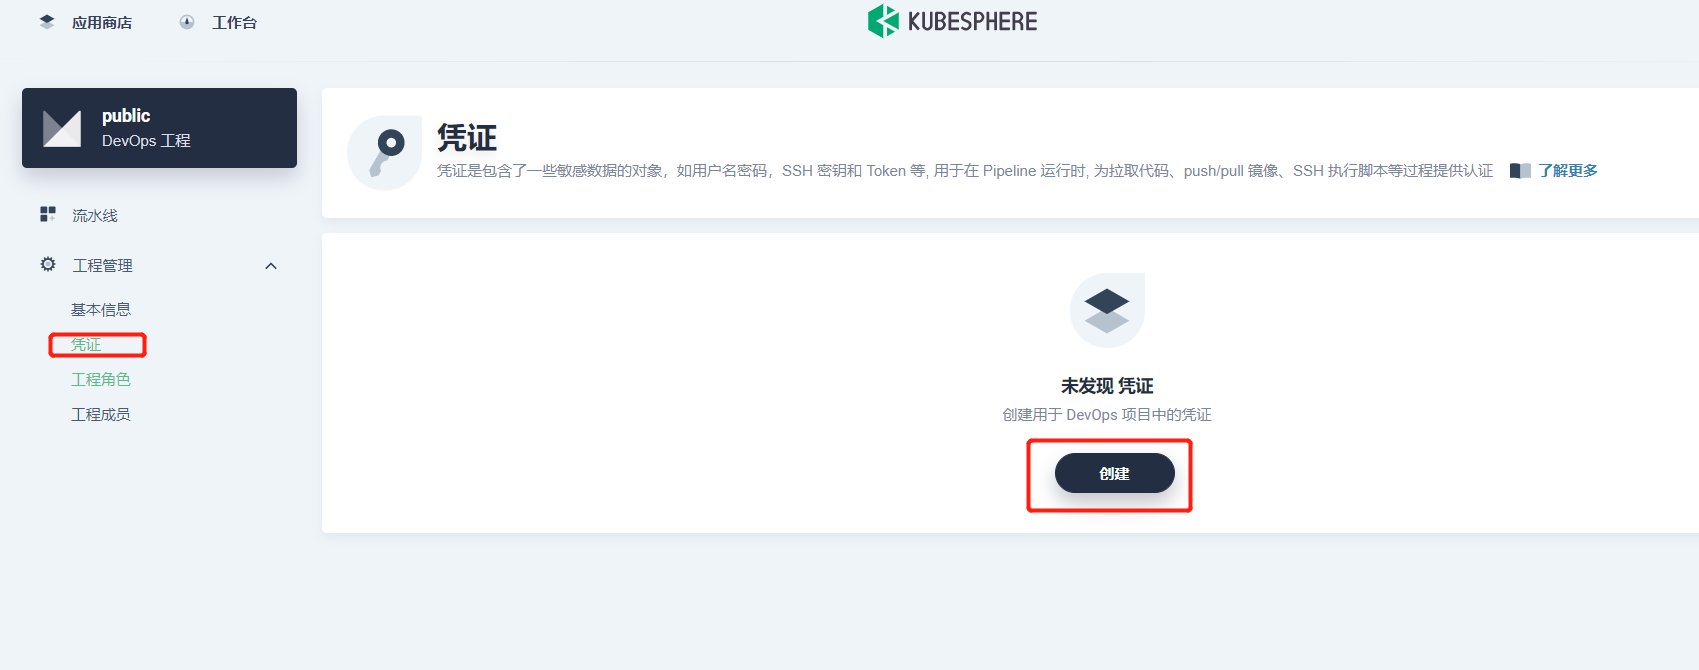 应用商店
工作台
KUBESPHERE
public
DevOps 工程
流水线
工程管理
基本信息
凭证
工程角色
工程成员
凭证
凭证是包含了一些敏感数据的对象，如用户名密码，SSH 密钥和 Token 等, 用于在 Pipeline 运行时, 为拉取代码、push/pull 镜像、SSH 执行脚本等过程提供认证
了解更多
未发现 凭证
创建用于 DevOps 项目中的凭证
创建